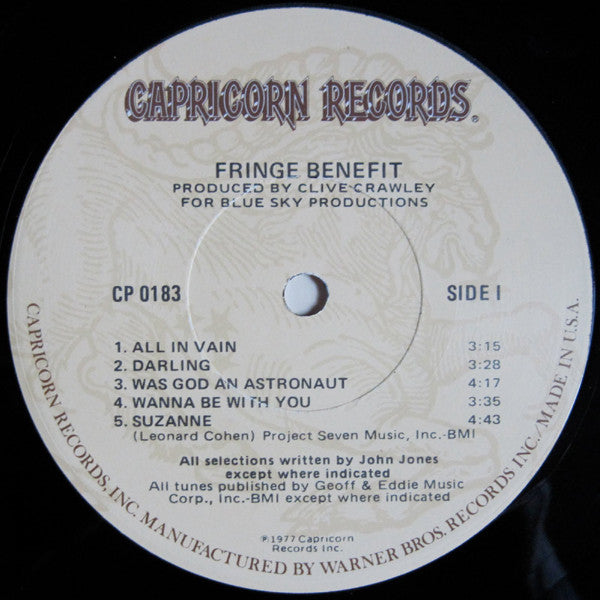 CAPRICORN RECORDS®
FRINGE BENEFIT
PRODUCED BY CLIVE CRAWLEY
FOR BLUE SKY PRODUCTIONS
CP 0183
SIDE I
1. ALL IN VAIN 3:15
2. DARLING 3:28
3. WAS GOD AN ASTRONAUT 4:17
4. WANNA BE WITH YOU 3:35
5. SUZANNE 4:43
(Leonard Cohen) Project Seven Music, Inc.-BMI
All selections written by John Jones
except where indicated
All tunes published by Geoff & Eddie Music
Corp., Inc.-BMI except where indicated
℗1977 Capricorn
Records Inc.
CAPRICORN RECORDS, INC. MANUFACTURED BY WARNER BROS. RECORDS INC./MADE IN U.S.A.